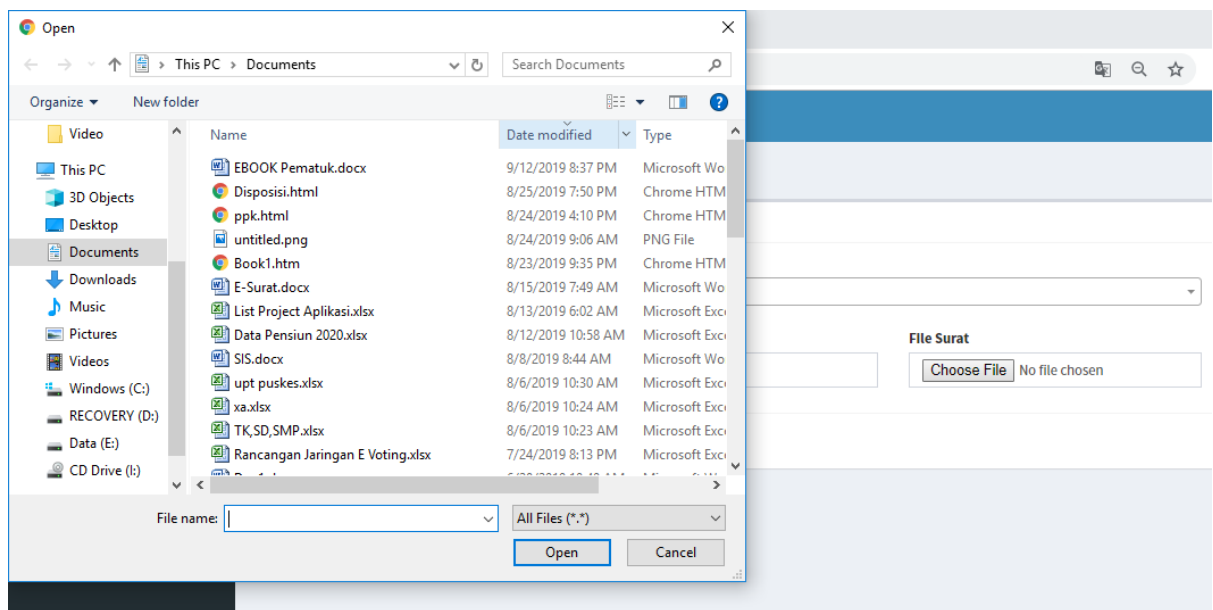 Open
This PC > Documents
Search Documents
Organize
New folder
Name
Date modified
Type
Video
This PC
3D Objects
Desktop
Documents
Downloads
Music
Pictures
Videos
Windows (C:)
RECOVERY (D:)
Data (E:)
CD Drive (I:)
EBOOK Pematuk.docx 9/12/2019 8:37 PM Microsoft Wo
Disposisi.html 8/25/2019 7:50 PM Chrome HTM
ppk.html 8/24/2019 4:10 PM Chrome HTM
untitled.png 8/24/2019 9:06 AM PNG File
Book1.htm 8/23/2019 9:35 PM Chrome HTM
E-Surat.docx 8/15/2019 7:49 AM Microsoft Wo
List Project Aplikasi.xlsx 8/13/2019 6:02 AM Microsoft Exc
Data Pensiun 2020.xlsx 8/12/2019 10:58 AM Microsoft Exc
SIS.docx 8/8/2019 8:44 AM Microsoft Wo
upt puskes.xlsx 8/6/2019 10:30 AM Microsoft Exc
xa.xlsx 8/6/2019 10:24 AM Microsoft Exc
TK,SD,SMP.xlsx 8/6/2019 10:23 AM Microsoft Exc
Rancangan Jaringan E Voting.xlsx 7/24/2019 8:13 PM Microsoft Exc
File name:
All Files (*.*)
Open
Cancel
FIle Surat
Choose File No file chosen